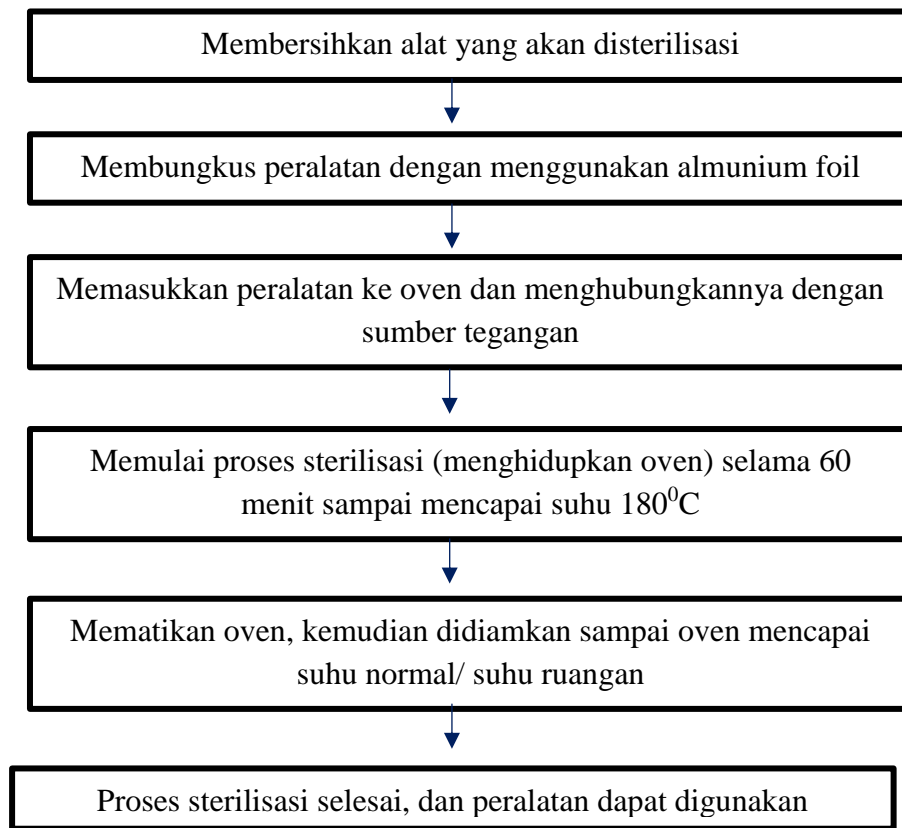 Membersihkan alat yang akan disterilisasi
Membungkus peralatan dengan menggunakan almunium foil
Memasukkan peralatan ke oven dan menghubungkannya dengan
sumber tegangan
Memulai proses sterilisasi (menghidupkan oven) selama 60
menit sampai mencapai suhu 180⁰C
Mematikan oven, kemudian didiamkan sampai oven mencapai
suhu normal/ suhu ruangan
Proses sterilisasi selesai, dan peralatan dapat digunakan